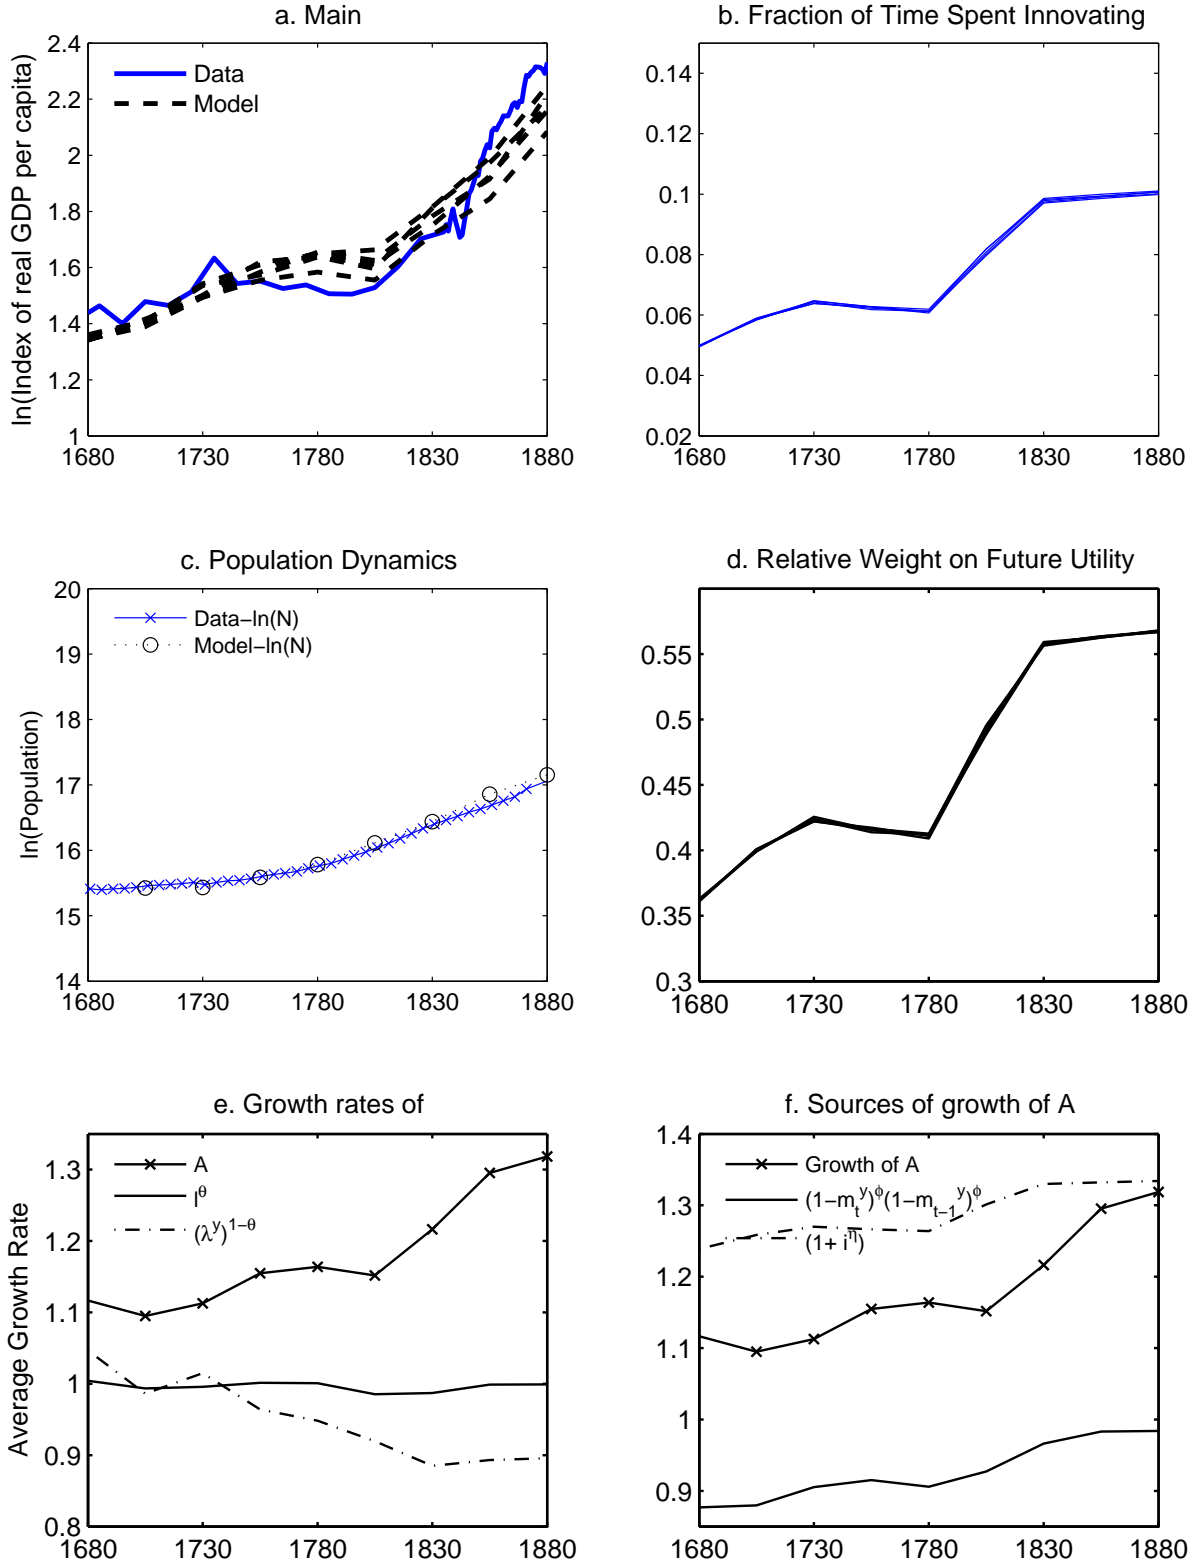 a. Main
ln(Index of real GDP per capita)
2.4
2.2
2
1.8
1.6
1.4
1.2
1
Data
Model
1680 1730 1780 1830 1880
b. Fraction of Time Spent Innovating
0.14
0.12
0.1
0.08
0.06
0.04
0.02
1680 1730 1780 1830 1880
c. Population Dynamics
ln(Population)
20
19
18
17
16
15
14
Data−ln(N)
Model−ln(N)
1680 1730 1780 1830 1880
d. Relative Weight on Future Utility
0.55
0.5
0.45
0.4
0.35
0.3
1680 1730 1780 1830 1880
e. Growth rates of
Average Growth Rate
1.3
1.2
1.1
1
0.9
0.8
A
l^θ
(λ^y)^{1−θ}
1680 1730 1780 1830 1880
f. Sources of growth of A
1.4
1.3
1.2
1.1
1
0.9
Growth of A
(1−m_t^y)^ϕ(1−m_{t−1}^y)^ϕ
(1+ i^η)
1680 1730 1780 1830 1880